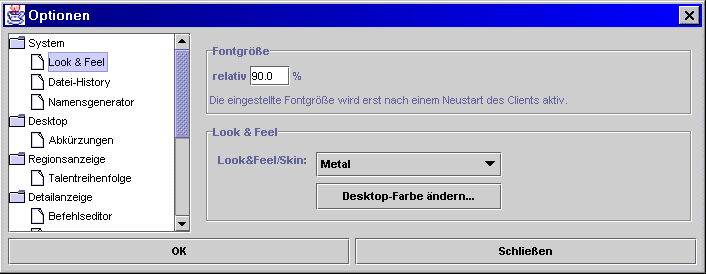 Optionen
System
Look & Feel
Datei-History
Namensgenerator
Desktop
Abkürzungen
Regionsanzeige
Talentreihenfolge
Detailanzeige
Befehlseditor
Fontgröße
relativ 90.0 %
Die eingestellte Fontgröße wird erst nach einem Neustart des Clients aktiv.
Look & Feel
Look&Feel/Skin: Metal
Desktop-Farbe ändern...
OK
Schließen